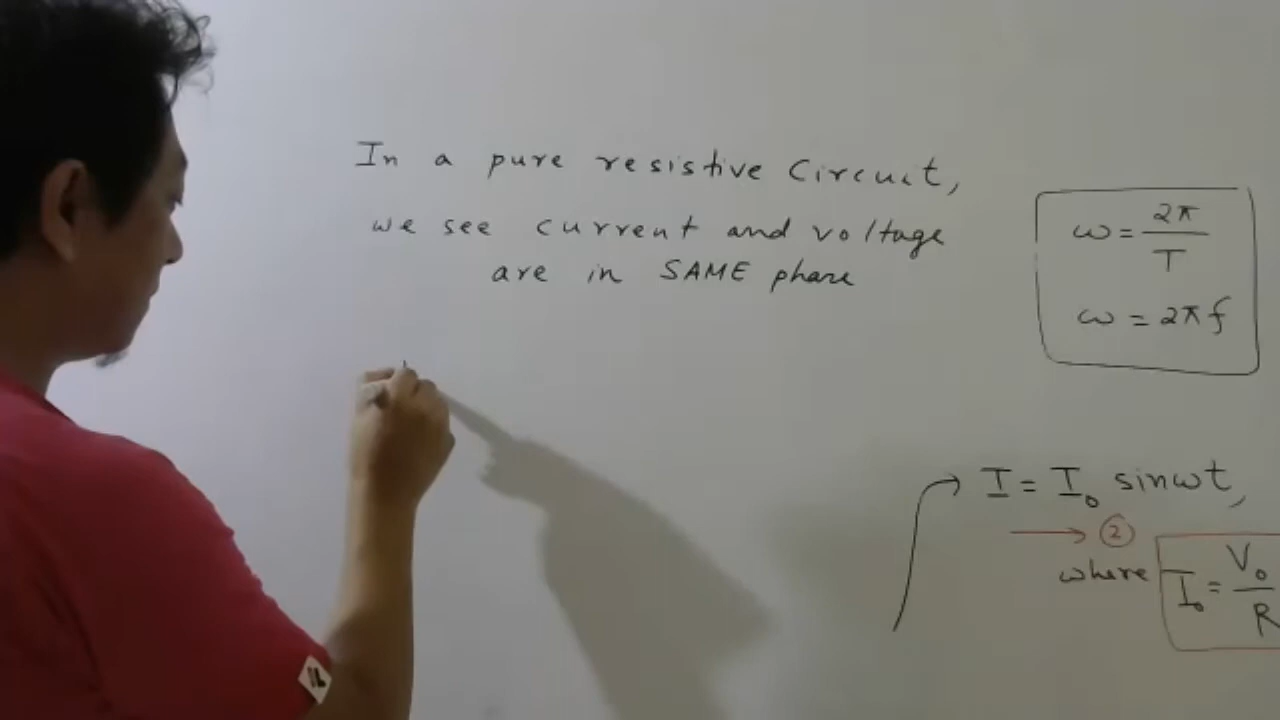 In a pure resistive Circuit,
we see current and voltage
are in SAME phase
ω = 2π / T
ω = 2πf
I = I₀ sinωt,
→ ②
where I₀ = V₀ / R